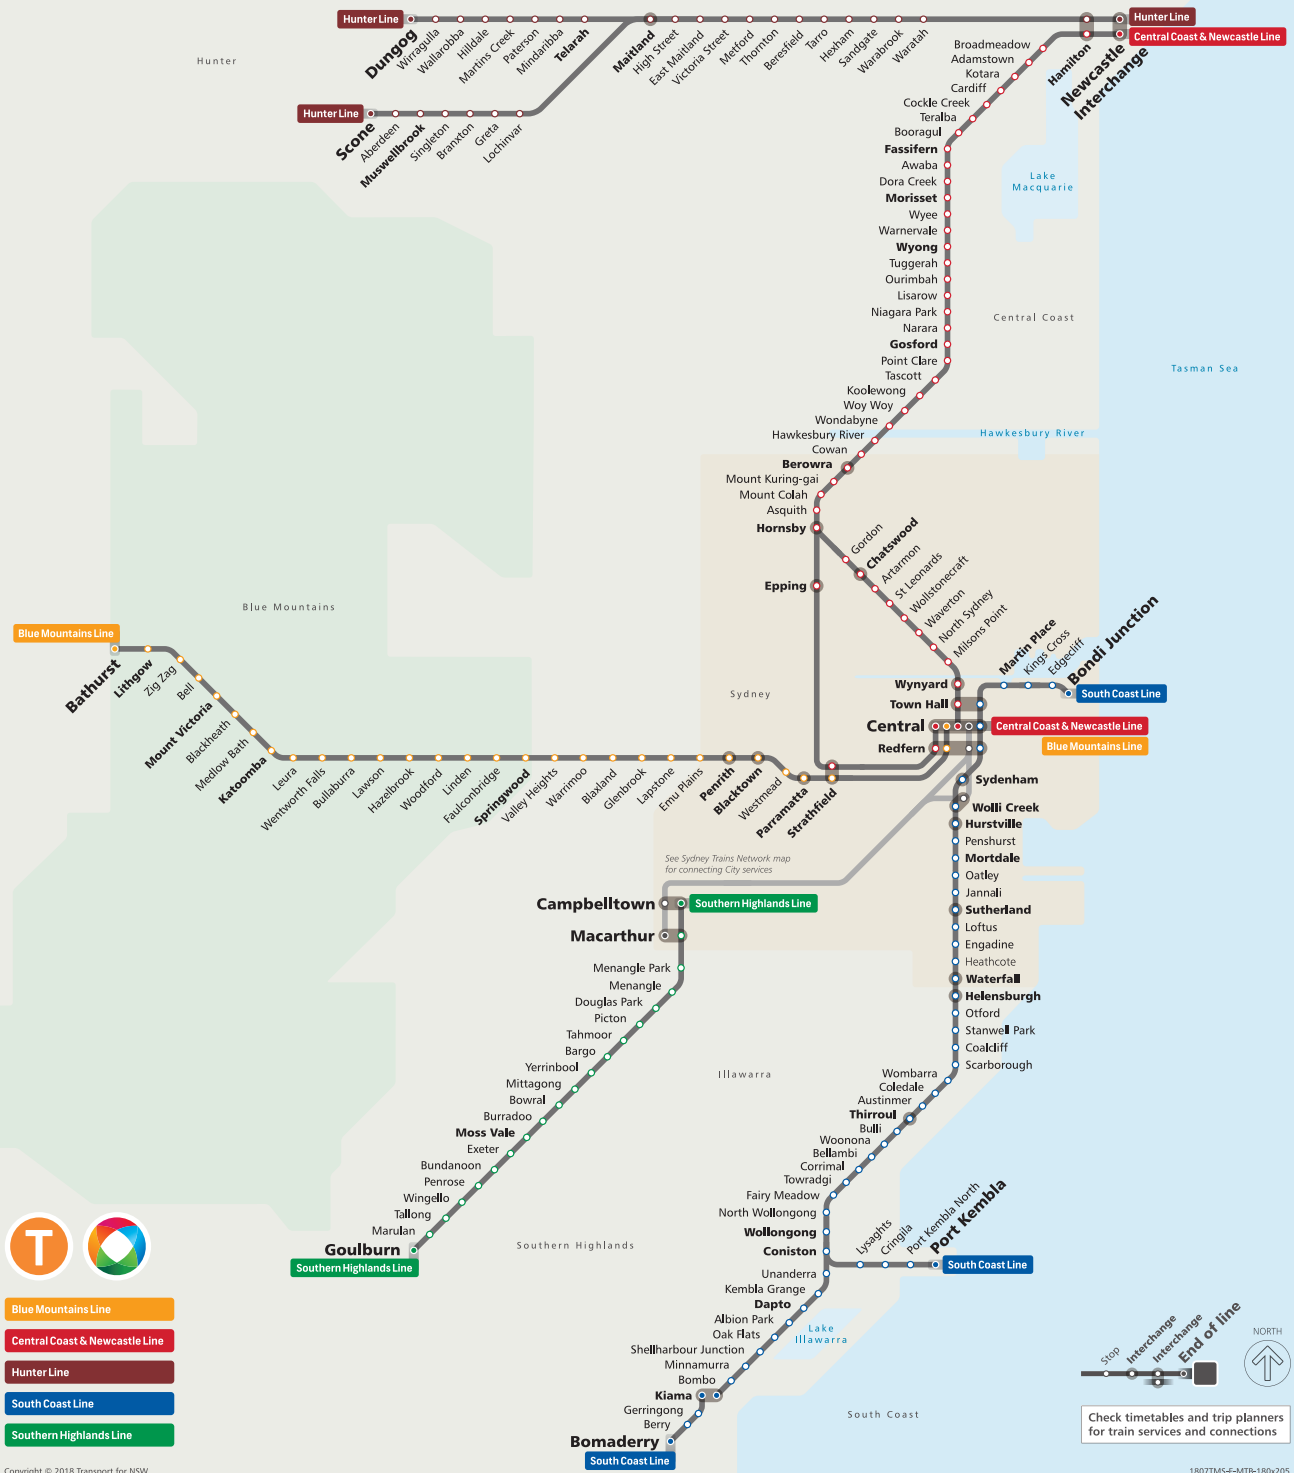 Hunter Line
Dungog
Wirragulla
Wallarobba
Hilldale
Martins Creek
Paterson
Mindaribba
Telarah
Maitland
High Street
East Maitland
Victoria Street
Metford
Thornton
Beresfield
Tarro
Hexham
Sandgate
Warabrook
Waratah
Hamilton
Newcastle
Interchange
Hunter Line
Central Coast & Newcastle Line
Hunter
Hunter Line
Scone
Aberdeen
Muswellbrook
Singleton
Branxton
Greta
Lochinvar
Broadmeadow
Adamstown
Kotara
Cardiff
Cockle Creek
Teralba
Booragul
Fassifern
Awaba
Dora Creek
Morisset
Wyee
Warnervale
Wyong
Tuggerah
Ourimbah
Lisarow
Niagara Park
Narara
Gosford
Point Clare
Tascott
Koolewong
Woy Woy
Wondabyne
Hawkesbury River
Cowan
Berowra
Mount Kuring-gai
Mount Colah
Asquith
Hornsby
Epping
Lake
Macquarie
Central Coast
Tasman Sea
Hawkesbury River
Gordon
Chatswood
Artarmon
St Leonards
Wollstonecraft
Waverton
North Sydney
Milsons Point
Wynyard
Town Hall
Central
Redfern
Martin Place
Kings Cross
Edgecliff
Bondi Junction
South Coast Line
Central Coast & Newcastle Line
Blue Mountains Line
Sydney
Blue Mountains
Blue Mountains Line
Bathurst
Lithgow
Zig Zag
Bell
Mount Victoria
Blackheath
Medlow Bath
Katoomba
Leura
Wentworth Falls
Bullaburra
Lawson
Hazelbrook
Woodford
Linden
Faulconbridge
Springwood
Valley Heights
Warrimoo
Blaxland
Glenbrook
Lapstone
Emu Plains
Penrith
Blacktown
Westmead
Parramatta
Strathfield
See Sydney Trains Network map
for connecting City services
Campbelltown
Southern Highlands Line
Macarthur
Menangle Park
Menangle
Douglas Park
Picton
Tahmoor
Bargo
Yerrinbool
Mittagong
Bowral
Burradoo
Moss Vale
Exeter
Bundanoon
Penrose
Wingello
Tallong
Marulan
Goulburn
Southern Highlands Line
Sydenham
Wolli Creek
Hurstville
Penshurst
Mortdale
Oatley
Jannali
Sutherland
Loftus
Engadine
Heathcote
Waterfall
Helensburgh
Otford
Stanwell Park
Coalcliff
Scarborough
Wombarra
Coledale
Austinmer
Thirroul
Bulli
Woonona
Bellambi
Corrimal
Towradgi
Fairy Meadow
North Wollongong
Wollongong
Coniston
Lysaghts
Cringila
Port Kembla North
Port Kembla
South Coast Line
Unanderra
Kembla Grange
Dapto
Albion Park
Oak Flats
Shellharbour Junction
Minnamurra
Bombo
Kiama
Gerringong
Berry
Bomaderry
South Coast Line
Illawarra
Southern Highlands
Lake
Illawarra
South Coast
T
Blue Mountains Line
Central Coast & Newcastle Line
Hunter Line
South Coast Line
Southern Highlands Line
Stop
Interchange
Interchange
End of line
NORTH
Check timetables and trip planners
for train services and connections
Copyright © 2018 Transport for NSW
1807TMS-E-MTB-180x205